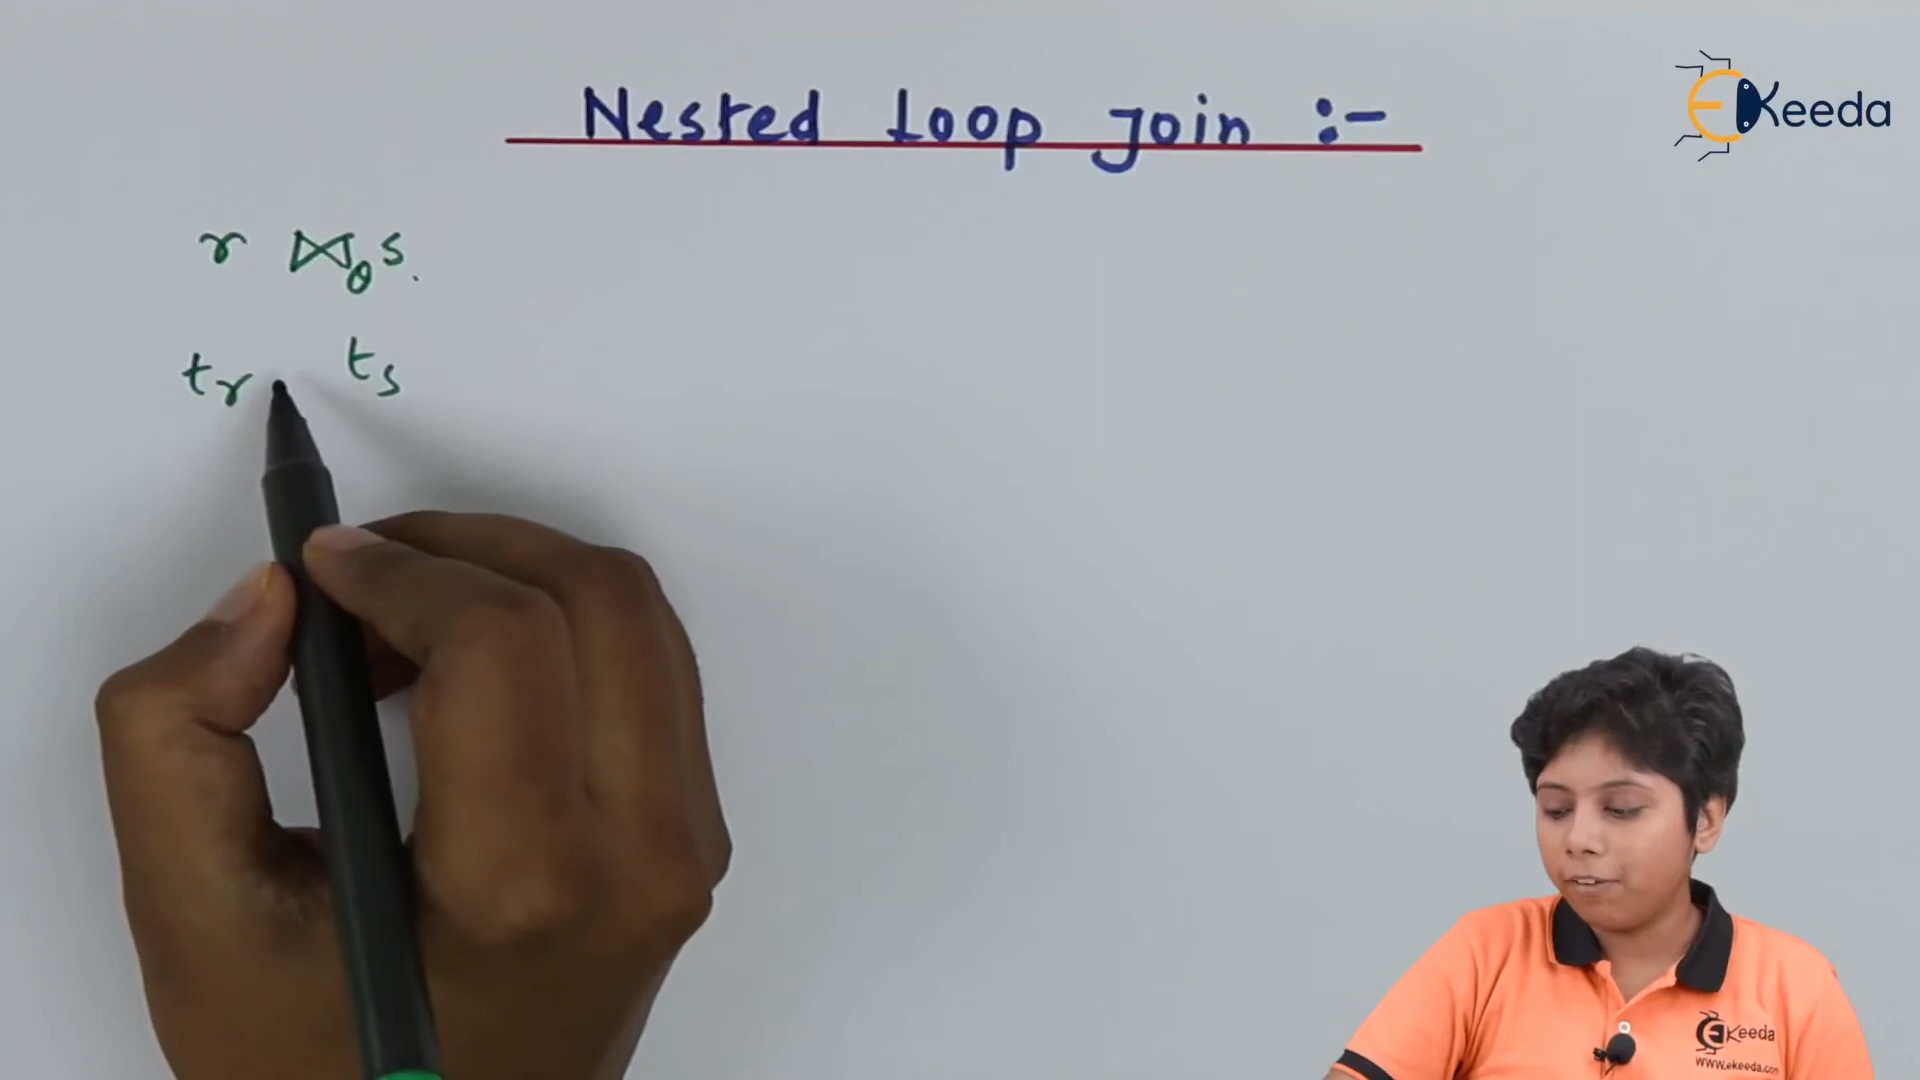 Nested Loop Join :-
EKeeda
r ⋈θ s.
tr ts
EKeeda
www.ekeeda.com